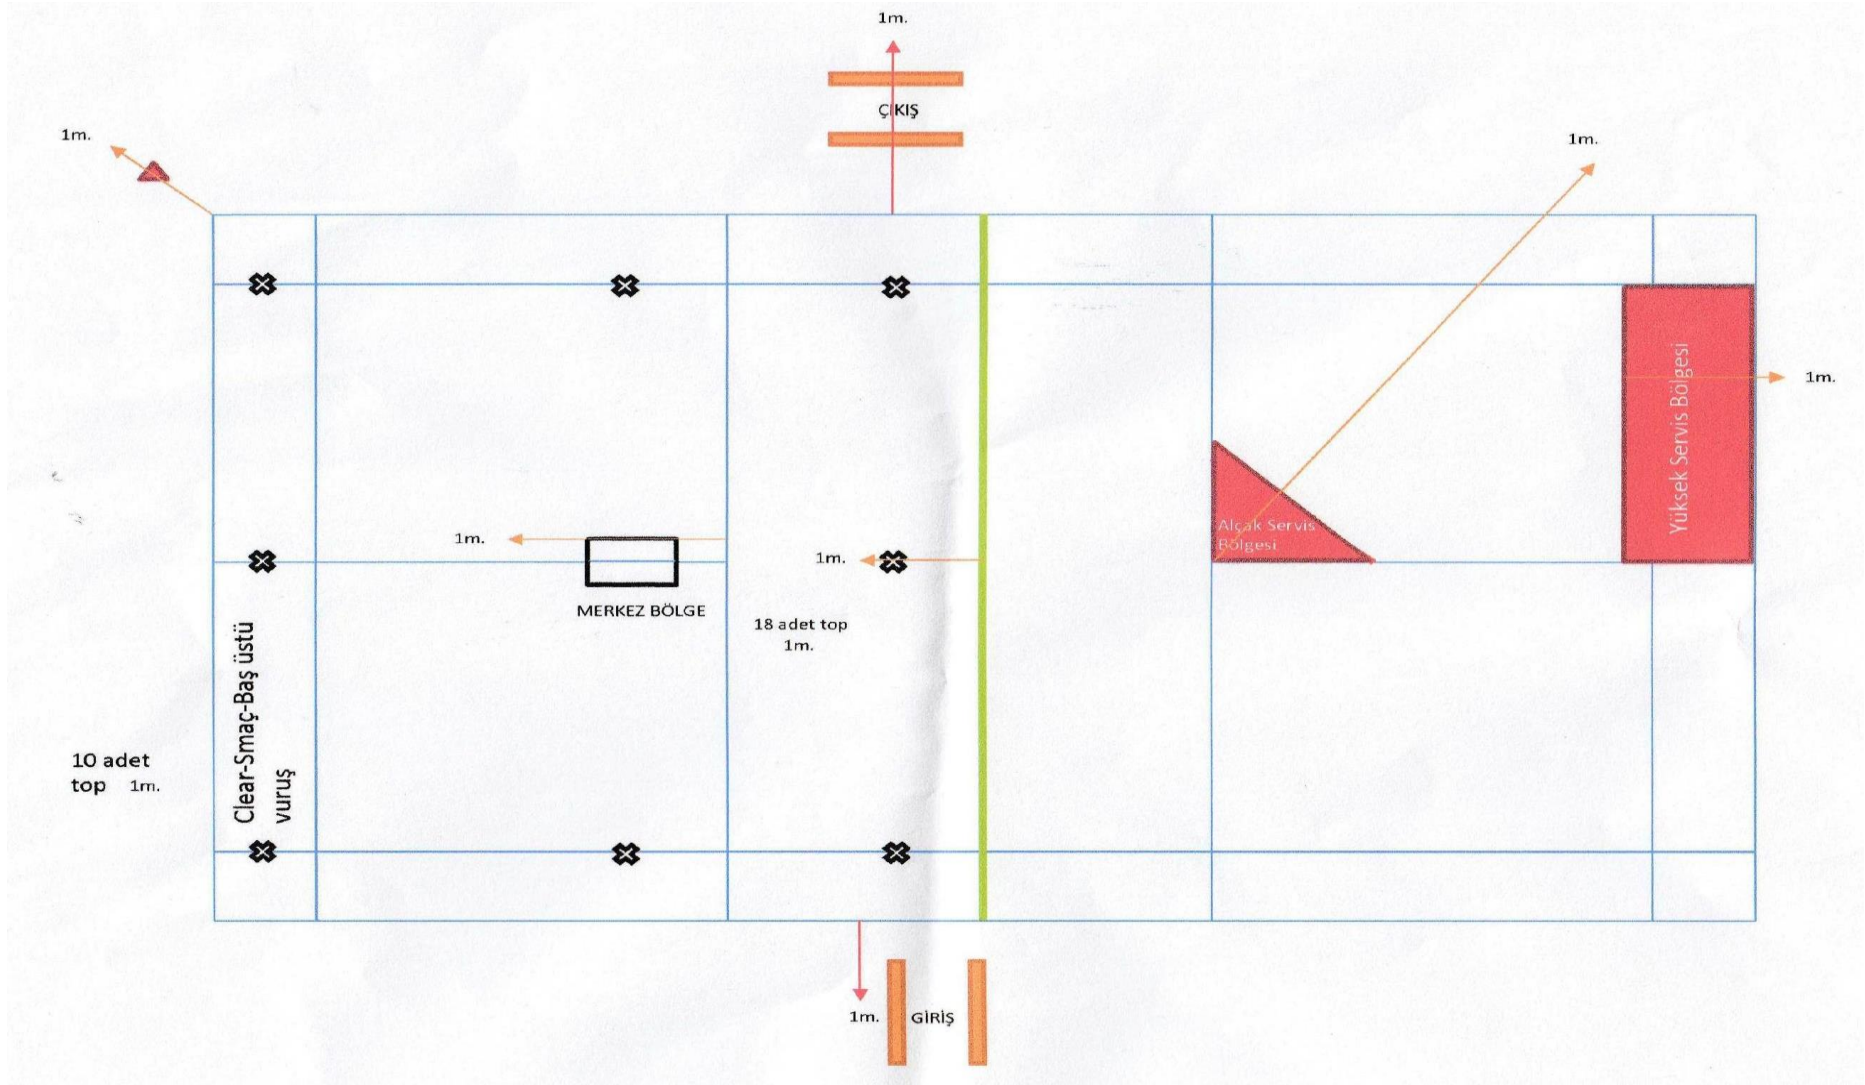 1m.
ÇIKIŞ
1m.
1m.
1m.
Yüksek Servis Bölgesi
Alçak Servis
Bölgesi
1m.
1m.
MERKEZ BÖLGE
18 adet top
1m.
Clear-Smaç-Baş üstü
vuruş
10 adet
top 1m.
1m.
GİRİŞ